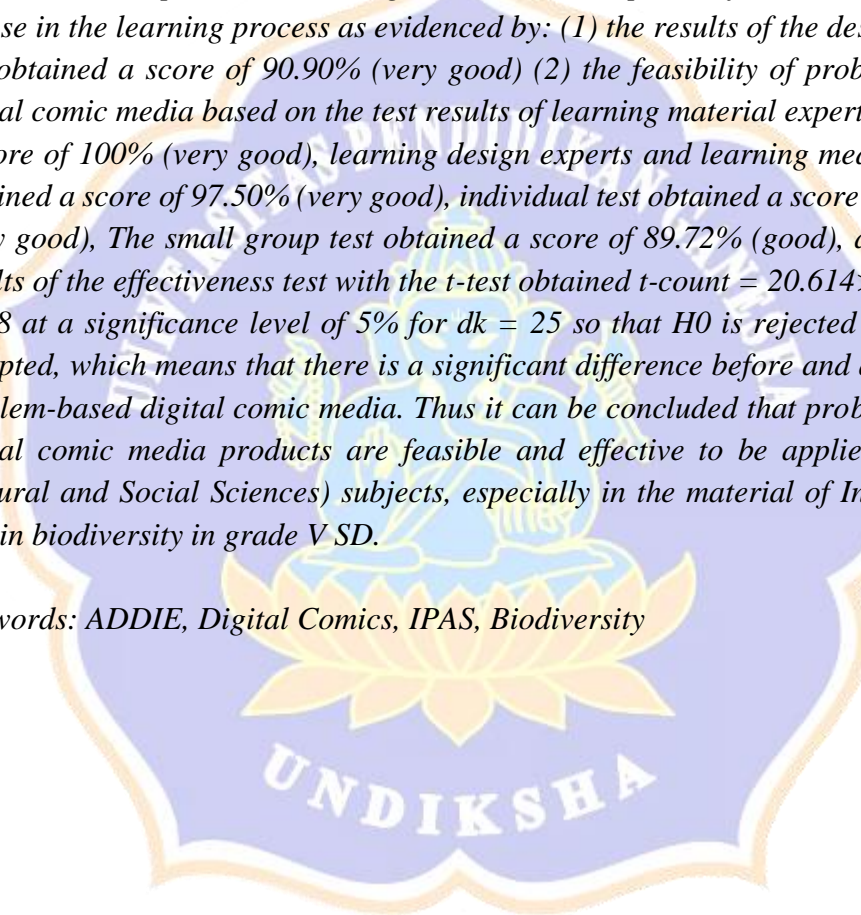 se in the learning process as evidenced by: (1) the results of the des
obtained a score of 90.90% (very good) (2) the feasibility of prob
al comic media based on the test results of learning material expert
ore of 100% (very good), learning design experts and learning med
ined a score of 97.50% (very good), individual test obtained a score
y good), The small group test obtained a score of 89.72% (good), a
lts of the effectiveness test with the t-test obtained t-count = 20.614>
8 at a significance level of 5% for dk = 25 so that H0 is rejected
pted, which means that there is a significant difference before and a
lem-based digital comic media. Thus it can be concluded that prob
al comic media products are feasible and effective to be applie
ural and Social Sciences) subjects, especially in the material of In
in biodiversity in grade V SD.
words: ADDIE, Digital Comics, IPAS, Biodiversity
UNIVERSITAS PENDIDIKAN GANESHA
UNDIKSHA